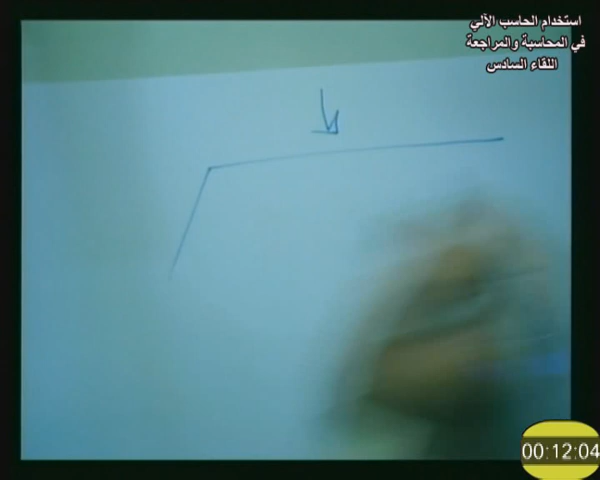 استخدام الحاسب الآلي
في المحاسبة والمراجعة
اللقاء السادس
00:12:04